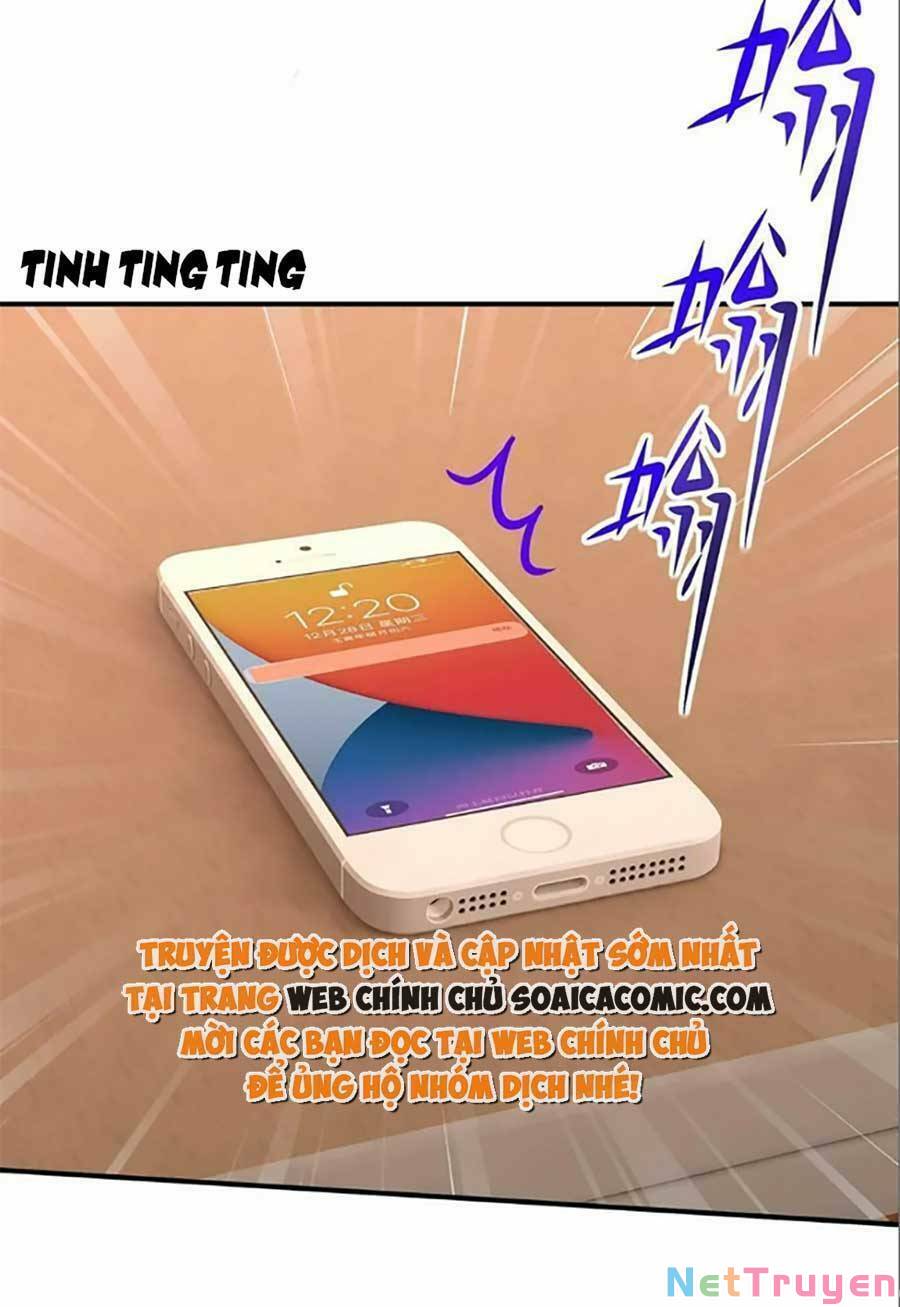 嗡
嗡
嗡
TINH TING TING
12:20
12月28日 星期二
TRUYỆN ĐƯỢC DỊCH VÀ CẬP NHẬT SỚM NHẤT
TẠI TRANG WEB CHÍNH CHỦ SOAICACOMIC.COM
MỜI CÁC BẠN ĐỌC TẠI WEB CHÍNH CHỦ
ĐỂ ỦNG HỘ NHÓM DỊCH NHÉ!
NetTruyen